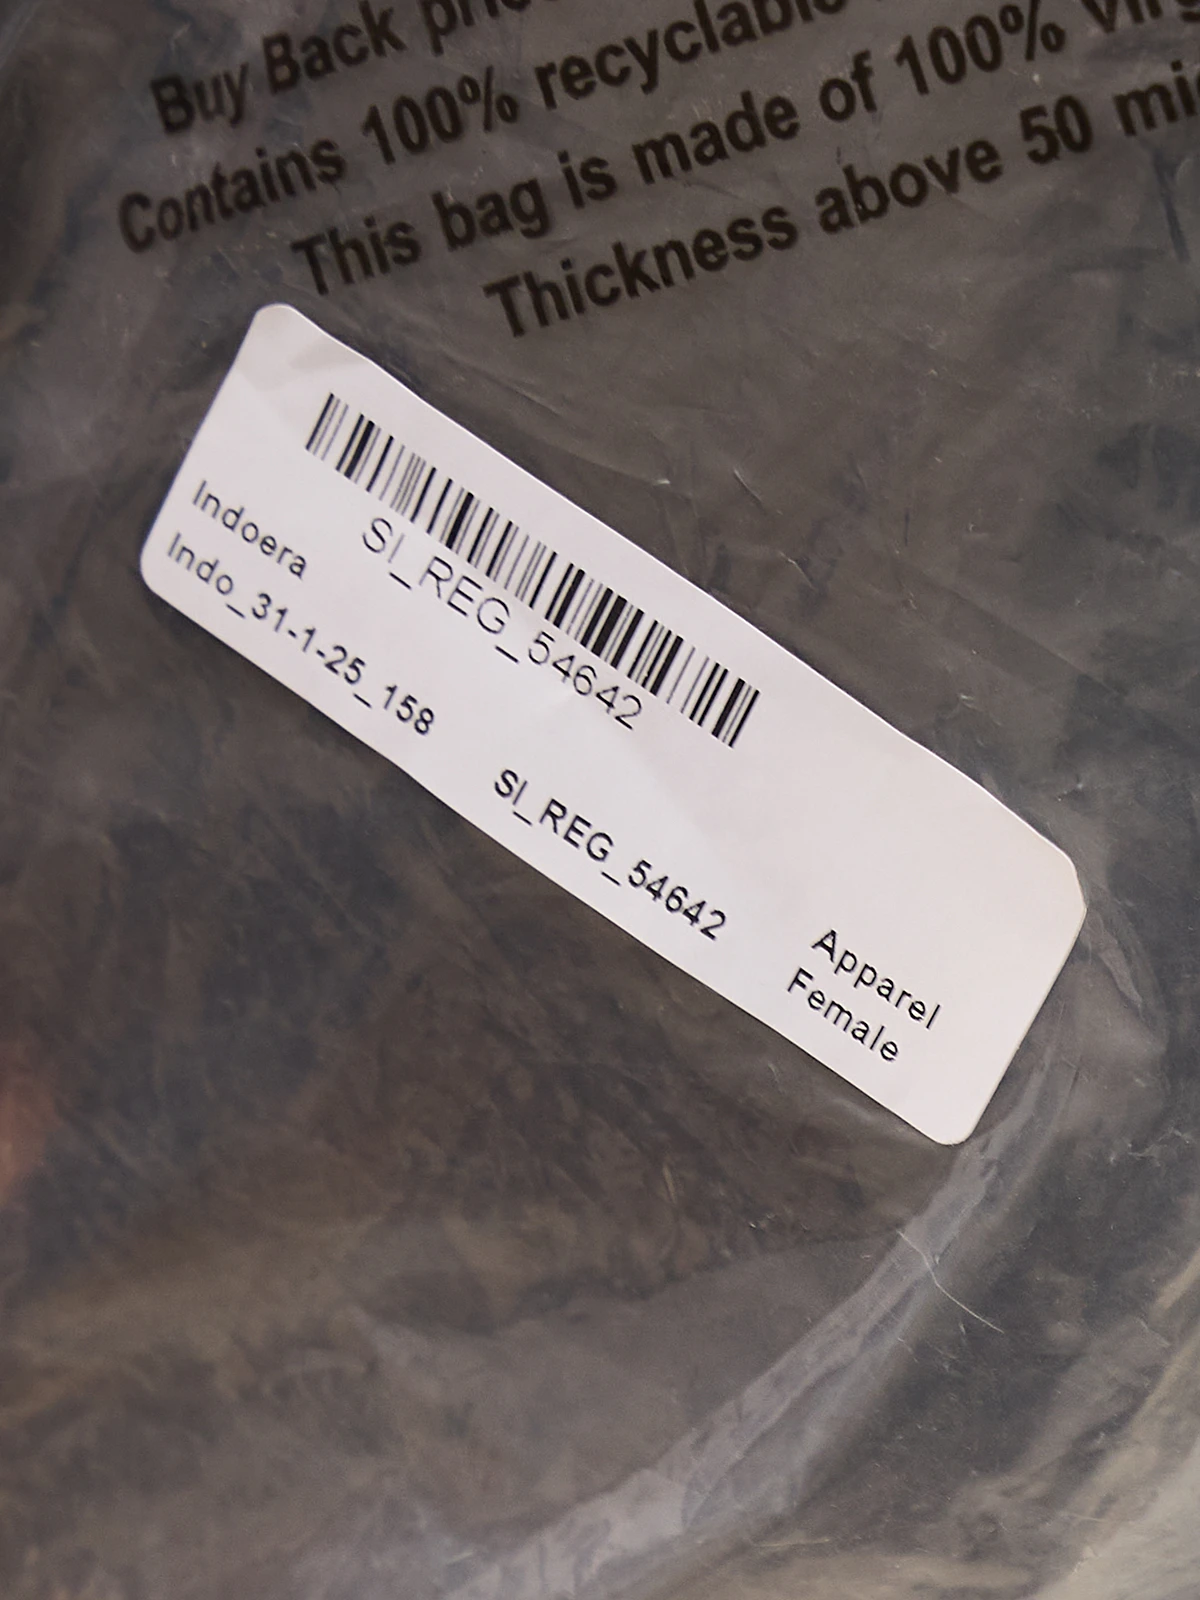 Buy Back
Contains 100% recyclable
This bag is made of 100%
Thickness above 50
SI_REG_54642
Indoera
Indo_31-1-25_158
SI_REG_54642
Apparel
Female